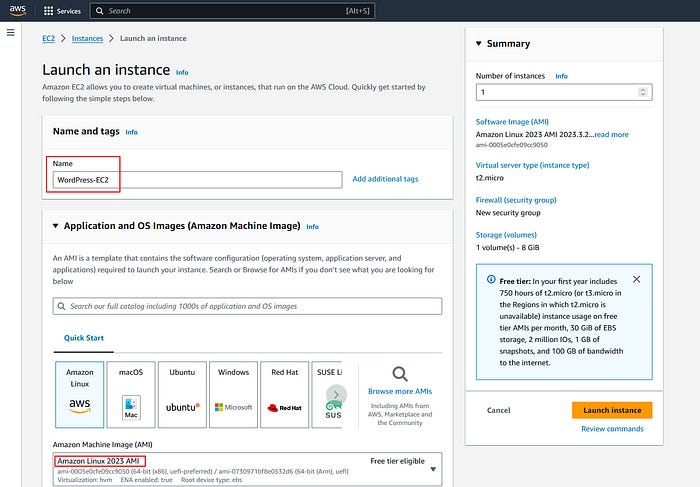 aws
Services
Search
[Alt+S]
EC2 > Instances > Launch an instance
Launch an instance Info
Amazon EC2 allows you to create virtual machines, or instances, that run on the AWS Cloud. Quickly get started by
following the simple steps below.
Name and tags Info
Name
WordPress-EC2
Add additional tags
Application and OS Images (Amazon Machine Image) Info
An AMI is a template that contains the software configuration (operating system, application server, and
applications) required to launch your instance. Search or Browse for AMIs if you don't see what you are looking for
below
Search our full catalog including 1000s of application and OS images
Quick Start
Amazon
Linux
aws
macOS
Mac
Ubuntu
ubuntu
Windows
Microsoft
Red Hat
Red Hat
SUSE Li
SUS
Browse more AMIs
Including AMIs from
AWS, Marketplace and
the Community
Amazon Machine Image (AMI)
Amazon Linux 2023 AMI
Free tier eligible
ami-0005e0cfe09cc9050 (64-bit (x86), uefi-preferred) / ami-0730971bf8e0532d6 (64-bit (Arm), uefi)
Virtualization: hvm ENA enabled: true Root device type: ebs
Summary
Number of instances Info
1
Software Image (AMI)
Amazon Linux 2023 AMI 2023.3.2...read more
ami-0005e0cfe09cc9050
Virtual server type (instance type)
t2.micro
Firewall (security group)
New security group
Storage (volumes)
1 volume(s) - 8 GiB
Free tier: In your first year includes
750 hours of t2.micro (or t3.micro in
the Regions in which t2.micro is
unavailable) instance usage on free
tier AMIs per month, 30 GiB of EBS
storage, 2 million IOs, 1 GB of
snapshots, and 100 GB of bandwidth
to the internet.
Cancel
Launch instance
Review commands